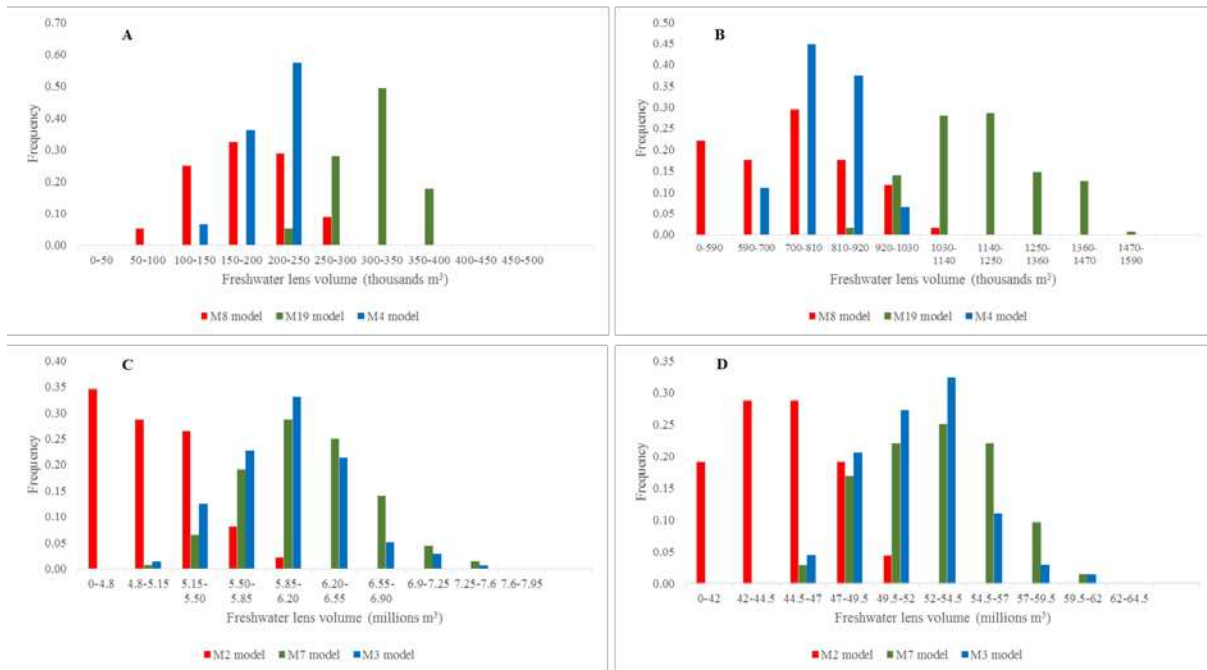 A
Frequency
0.70
0.60
0.50
0.40
0.30
0.20
0.10
0.00
0-50 50-100 100-150 150-200 200-250 250-300 300-350 350-400 400-450 450-500
Freshwater lens volume (thousands m³)
M8 model M19 model M4 model
B
Frequency
0.50
0.45
0.40
0.35
0.30
0.25
0.20
0.15
0.10
0.05
0.00
0-590 590-700 700-810 810-920 920-1030 1030- 1140- 1250- 1360- 1470-
1140 1250 1360 1470 1590
Freshwater lens volume (thousands m³)
M8 model M19 model M4 model
C
Frequency
0.40
0.35
0.30
0.25
0.20
0.15
0.10
0.05
0.00
0-4.8 4.8-5.15 5.15- 5.50- 5.85- 6.20- 6.55- 6.9-7.25 7.25-7.6 7.6-7.95
5.50 5.85 6.20 6.55 6.90
Freshwater lens volume (millions m³)
M2 model M7 model M3 model
D
Frequency
0.35
0.30
0.25
0.20
0.15
0.10
0.05
0.00
0-42 42-44.5 44.5-47 47-49.5 49.5-52 52-54.5 54.5-57 57-59.5 59.5-62 62-64.5
Freshwater lens volume (millions m³)
M2 model M7 model M3 model